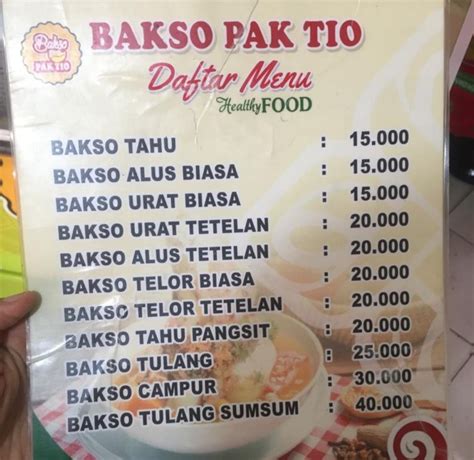 Bakso
PAK TIO
BAKSO PAK TIO
Daftar Menu
Healthy FOOD
BAKSO TAHU : 15.000
BAKSO ALUS BIASA : 15.000
BAKSO URAT BIASA : 15.000
BAKSO URAT TETELAN : 20.000
BAKSO ALUS TETELAN : 20.000
BAKSO TELOR BIASA : 20.000
BAKSO TELOR TETELAN : 20.000
BAKSO TAHU PANGSIT : 20.000
BAKSO TULANG : 25.000
BAKSO CAMPUR : 30.000
BAKSO TULANG SUMSUM : 40.000